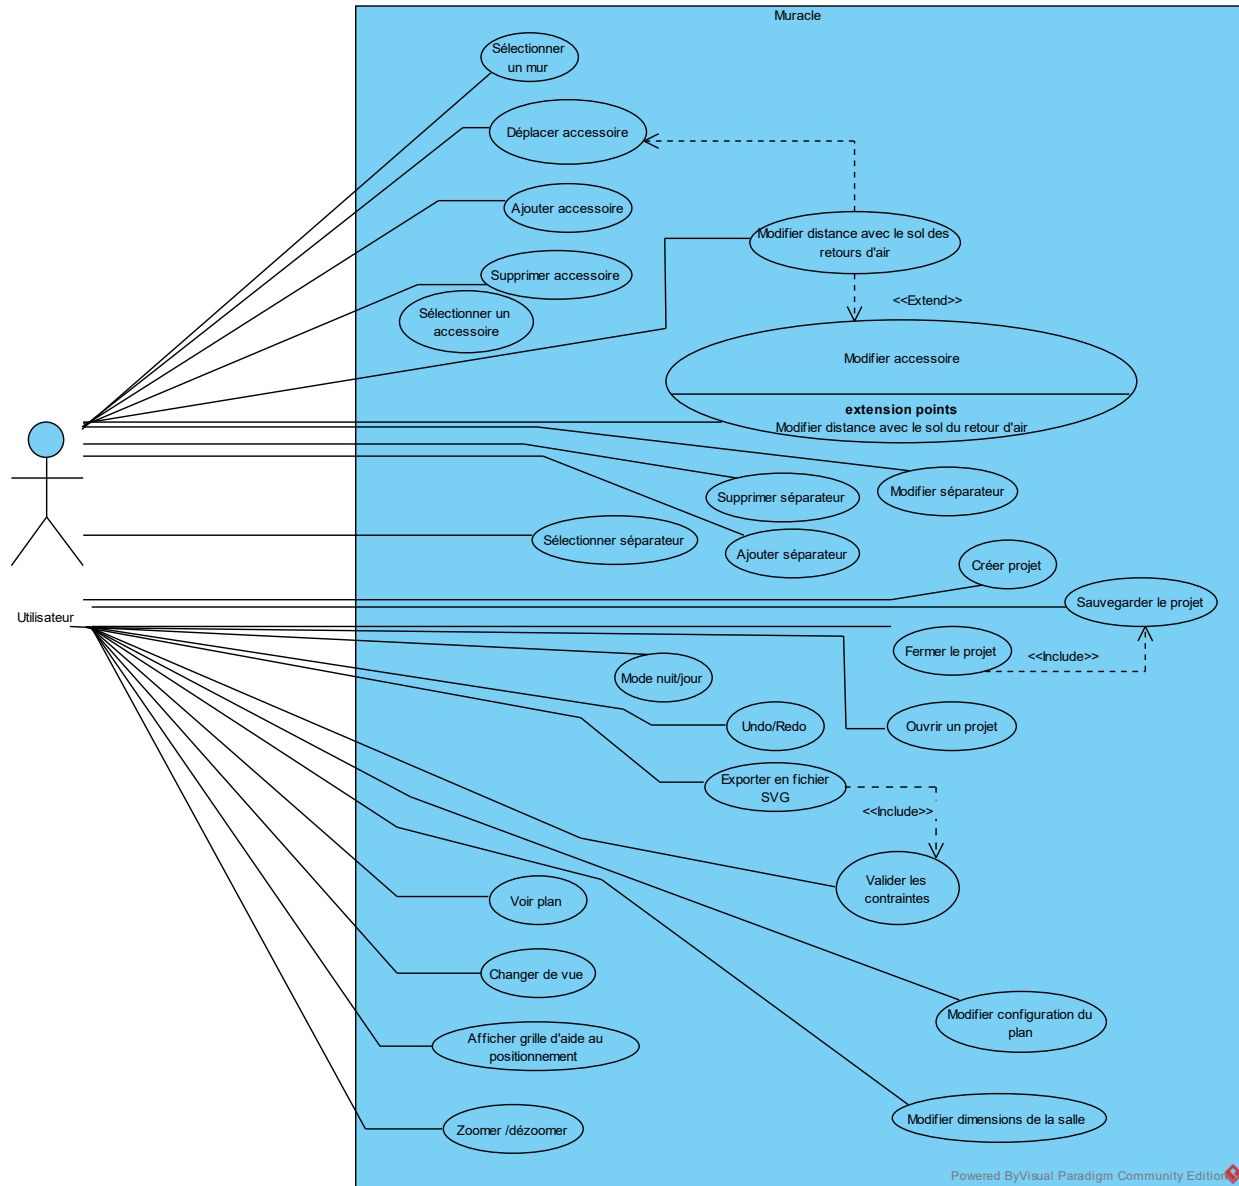 Muracle
Sélectionner
un mur
Déplacer accessoire
Ajouter accessoire
Modifier distance avec le sol des
retours d'air
Supprimer accessoire
<<Extend>>
Sélectionner un
accessoire
Modifier accessoire
extension points
Modifier distance avec le sol du retour d'air
Supprimer séparateur
Modifier séparateur
Sélectionner séparateur
Ajouter séparateur
Créer projet
Sauvegarder le projet
Utilisateur
Fermer le projet
<<Include>>
Mode nuit/jour
Undo/Redo
Ouvrir un projet
Exporter en fichier
SVG
<<Include>>
Valider les
contraintes
Voir plan
Changer de vue
Modifier configuration du
plan
Afficher grille d'aide au
positionnement
Modifier dimensions de la salle
Zoomer /dézoomer
Powered ByVisual Paradigm Community Edition